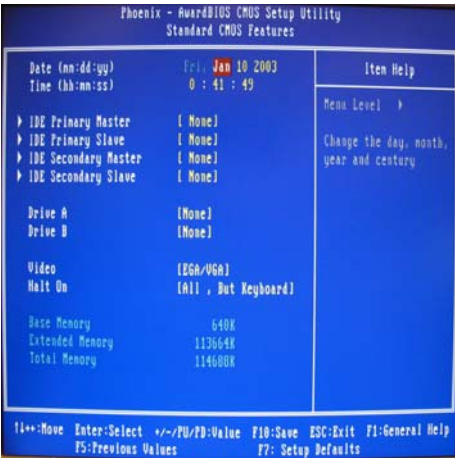 Phoenix - AwardBIOS CMOS Setup Utility
Standard CMOS Features
Date (mm:dd:yy) Fri, Jan 10 2003
Time (hh:mm:ss) 0 : 41 : 49
IDE Primary Master [ None]
IDE Primary Slave [ None]
IDE Secondary Master [ None]
IDE Secondary Slave [ None]
Drive A [None]
Drive B [None]
Video [EGA/VGA]
Halt On [All , But Keyboard]
Base Memory 640K
Extended Memory 113664K
Total Memory 114688K
Item Help
Menu Level
Change the day, month,
year and century
↑↓→←:Move Enter:Select +/-/PU/PD:Value F10:Save ESC:Exit F1:General Help
F5:Previous Values F7: Setup Defaults